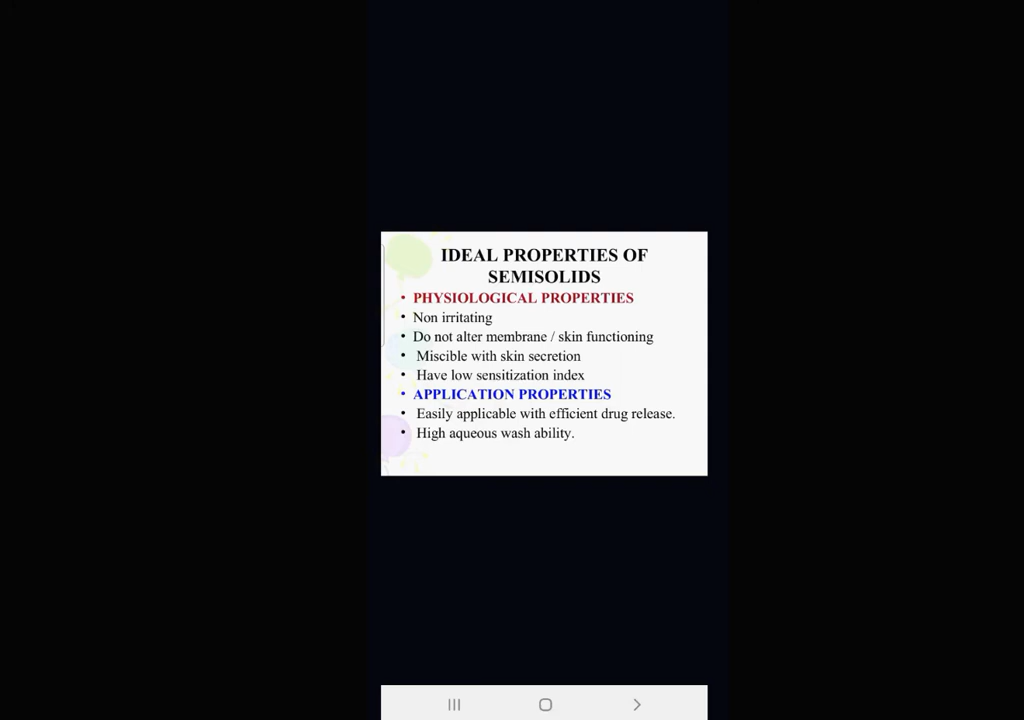 IDEAL PROPERTIES OF
SEMISOLIDS
• PHYSIOLOGICAL PROPERTIES
• Non irritating
• Do not alter membrane / skin functioning
• Miscible with skin secretion
• Have low sensitization index
• APPLICATION PROPERTIES
• Easily applicable with efficient drug release.
• High aqueous wash ability.